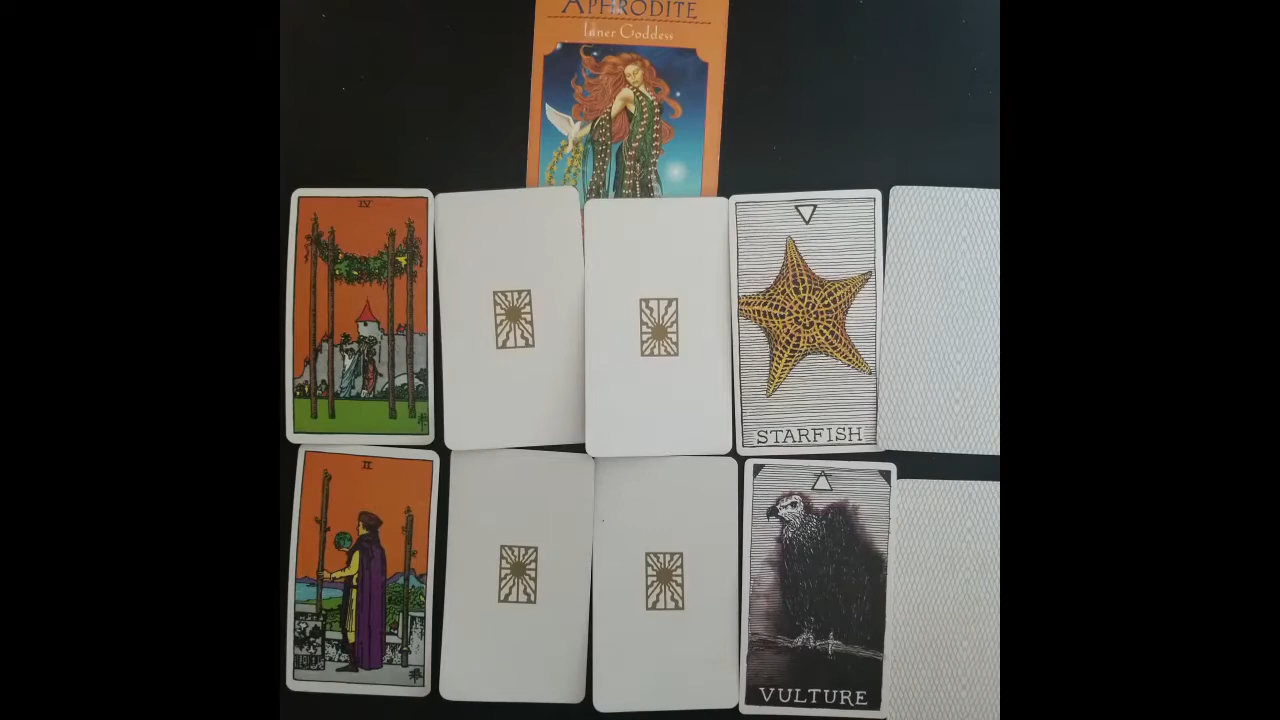 APHRODITE
Inner Goddess
IV
STARFISH
II
VULTURE